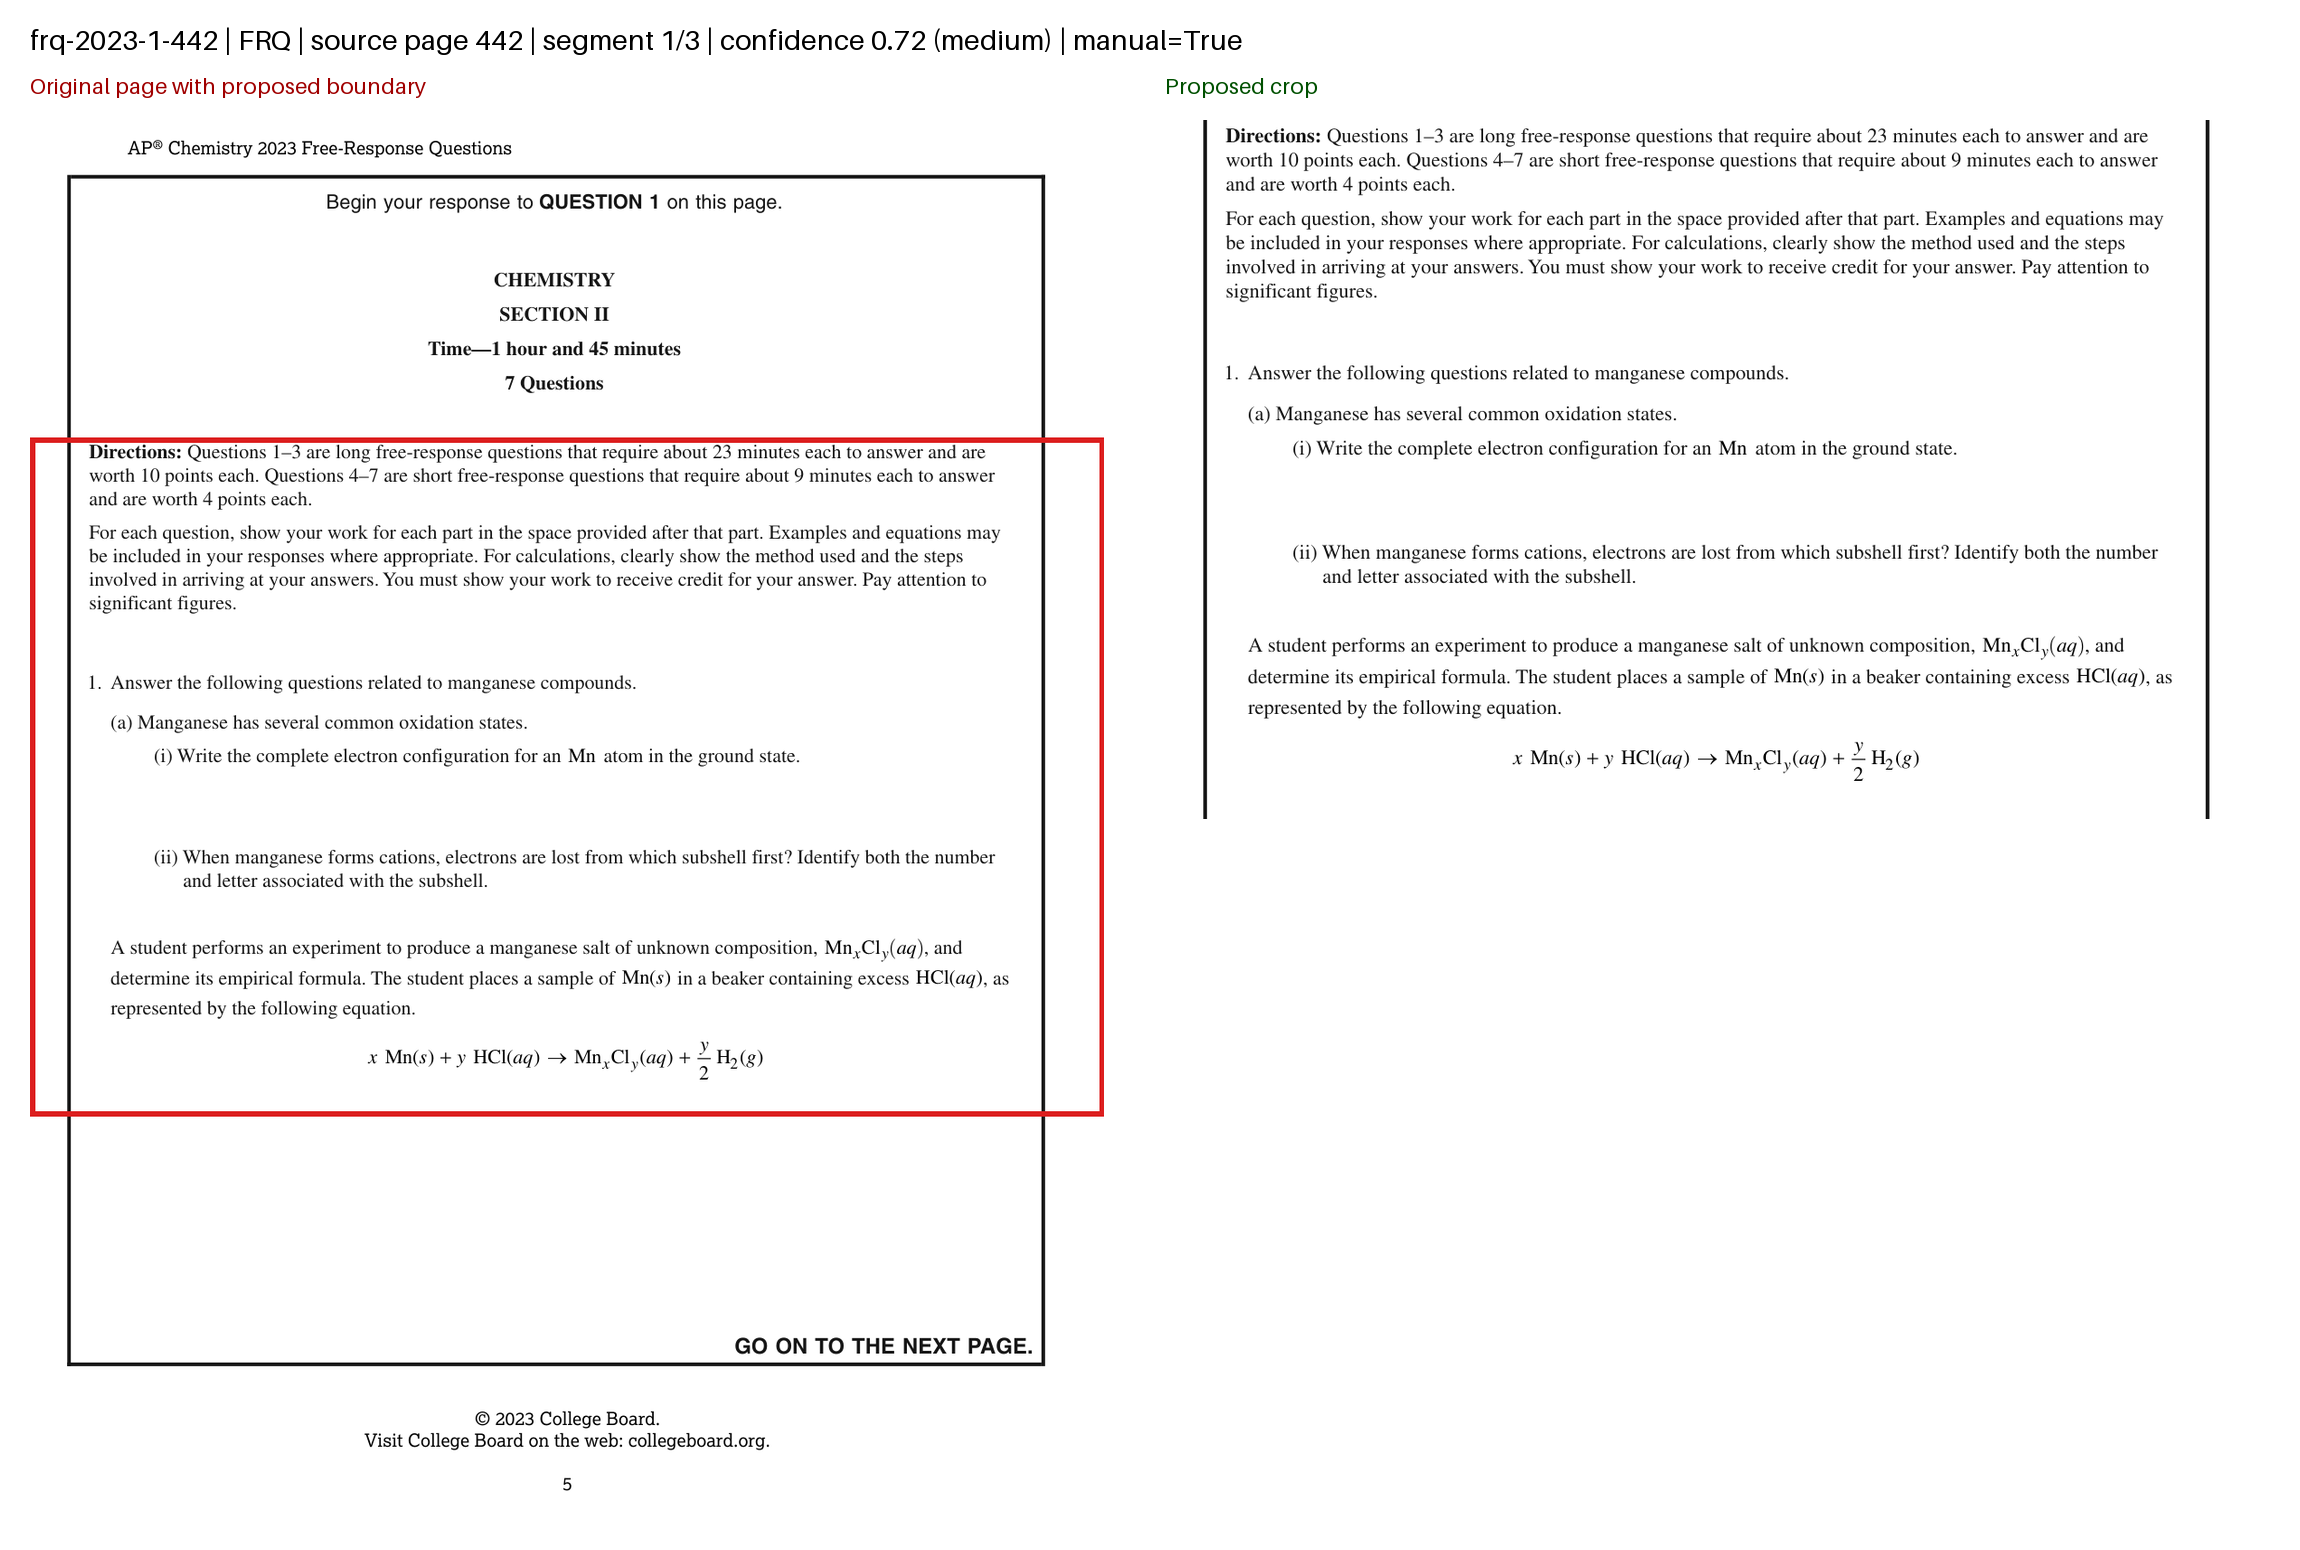 frq-2023-1-442 | FRQ | source page 442 | segment 1/3 | confidence 0.72 (medium) | manual=True
Original page with proposed boundary
AP® Chemistry 2023 Free-Response Questions
Begin your response to QUESTION 1 on this page.
CHEMISTRY
SECTION II
Time—1 hour and 45 minutes
7 Questions
Directions: Questions 1–3 are long free-response questions that require about 23 minutes each to answer and are
worth 10 points each. Questions 4–7 are short free-response questions that require about 9 minutes each to answer
and are worth 4 points each.
For each question, show your work for each part in the space provided after that part. Examples and equations may
be included in your responses where appropriate. For calculations, clearly show the method used and the steps
involved in arriving at your answers. You must show your work to receive credit for your answer. Pay attention to
significant figures.
1. Answer the following questions related to manganese compounds.
(a) Manganese has several common oxidation states.
(i) Write the complete electron configuration for an Mn atom in the ground state.
(ii) When manganese forms cations, electrons are lost from which subshell first? Identify both the number
and letter associated with the subshell.
A student performs an experiment to produce a manganese salt of unknown composition, MnₓCl_y(aq), and
determine its empirical formula. The student places a sample of Mn(s) in a beaker containing excess HCl(aq), as
represented by the following equation.
x Mn(s) + y HCl(aq) → MnₓCl_y(aq) + y/2 H₂(g)
GO ON TO THE NEXT PAGE.
© 2023 College Board.
Visit College Board on the web: collegeboard.org.
5
Proposed crop
Directions: Questions 1–3 are long free-response questions that require about 23 minutes each to answer and are
worth 10 points each. Questions 4–7 are short free-response questions that require about 9 minutes each to answer
and are worth 4 points each.
For each question, show your work for each part in the space provided after that part. Examples and equations may
be included in your responses where appropriate. For calculations, clearly show the method used and the steps
involved in arriving at your answers. You must show your work to receive credit for your answer. Pay attention to
significant figures.
1. Answer the following questions related to manganese compounds.
(a) Manganese has several common oxidation states.
(i) Write the complete electron configuration for an Mn atom in the ground state.
(ii) When manganese forms cations, electrons are lost from which subshell first? Identify both the number
and letter associated with the subshell.
A student performs an experiment to produce a manganese salt of unknown composition, MnₓCl_y(aq), and
determine its empirical formula. The student places a sample of Mn(s) in a beaker containing excess HCl(aq), as
represented by the following equation.
x Mn(s) + y HCl(aq) → MnₓCl_y(aq) + y/2 H₂(g)